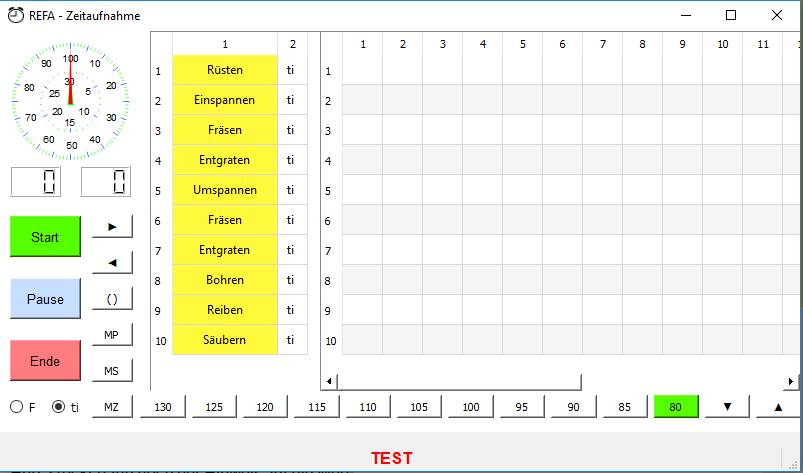 REFA - Zeitaufnahme
100
90 10
80 20
70 30
60 40
50
30
25 5
20 10
15
0 0
Start
Pause
Ende
( )
MP
MS
MZ
F ti
1 2
1 Rüsten ti
2 Einspannen ti
3 Fräsen ti
4 Entgraten ti
5 Umspannen ti
6 Fräsen ti
7 Entgraten ti
8 Bohren ti
9 Reiben ti
10 Säubern ti
1 2 3 4 5 6 7 8 9 10 11
1
2
3
4
5
6
7
8
9
10
130 125 120 115 110 105 100 95 90 85 80
TEST